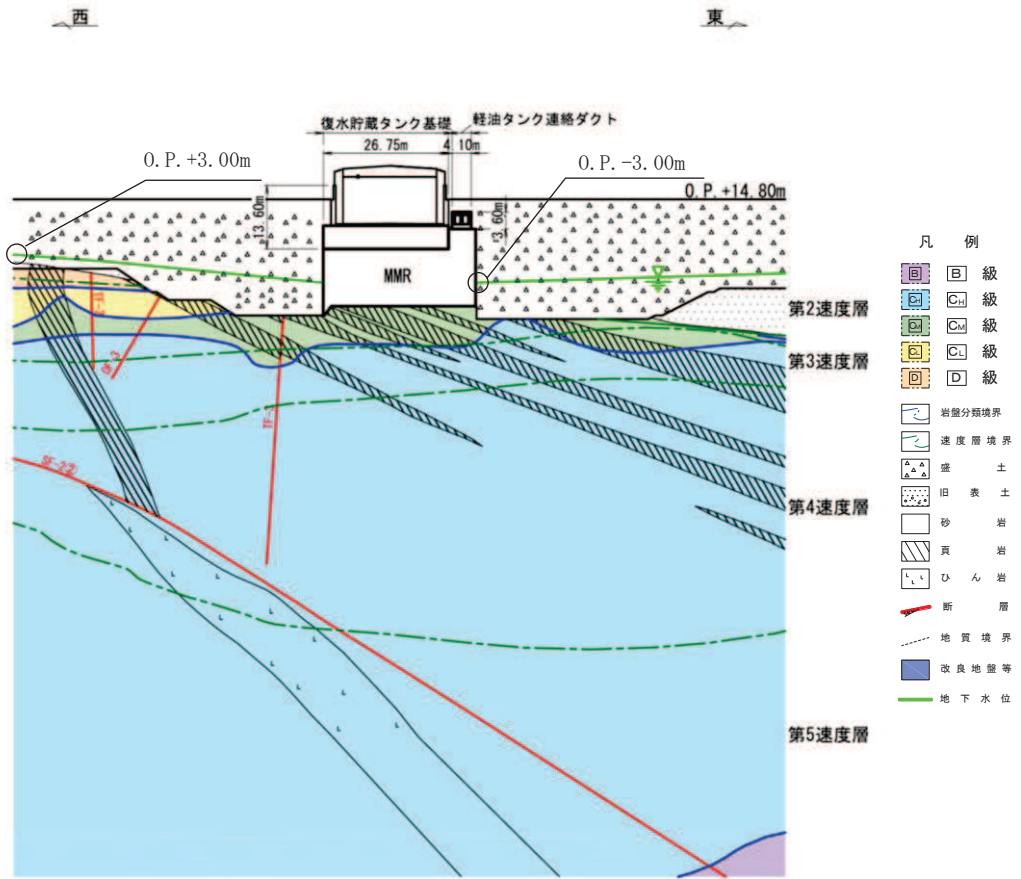 西
東
復水貯蔵タンク基礎
軽油タンク連絡ダクト
26.75m
4.10m
O.P.+3.00m
O.P.-3.00m
O.P.+14.80m
13.60m
3.60m
MMR
第2速度層
第3速度層
第4速度層
第5速度層
SF-2②
凡 例
B B 級
CH CH 級
CM CM 級
CL CL 級
D D 級
岩盤分類境界
速度層境界
盛土
旧表土
砂岩
頁岩
ひん岩
断層
地質境界
改良地盤等
地下水位